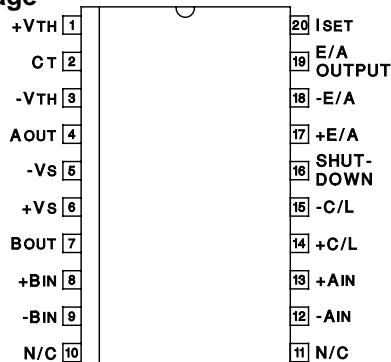 age
+VTH 1
CT 2
-VTH 3
AOUT 4
-VS 5
+VS 6
BOUT 7
+BIN 8
-BIN 9
N/C 10
20 ISET
19 E/A
OUTPUT
18 -E/A
17 +E/A
16 SHUT-
DOWN
15 -C/L
14 +C/L
13 +AIN
12 -AIN
11 N/C